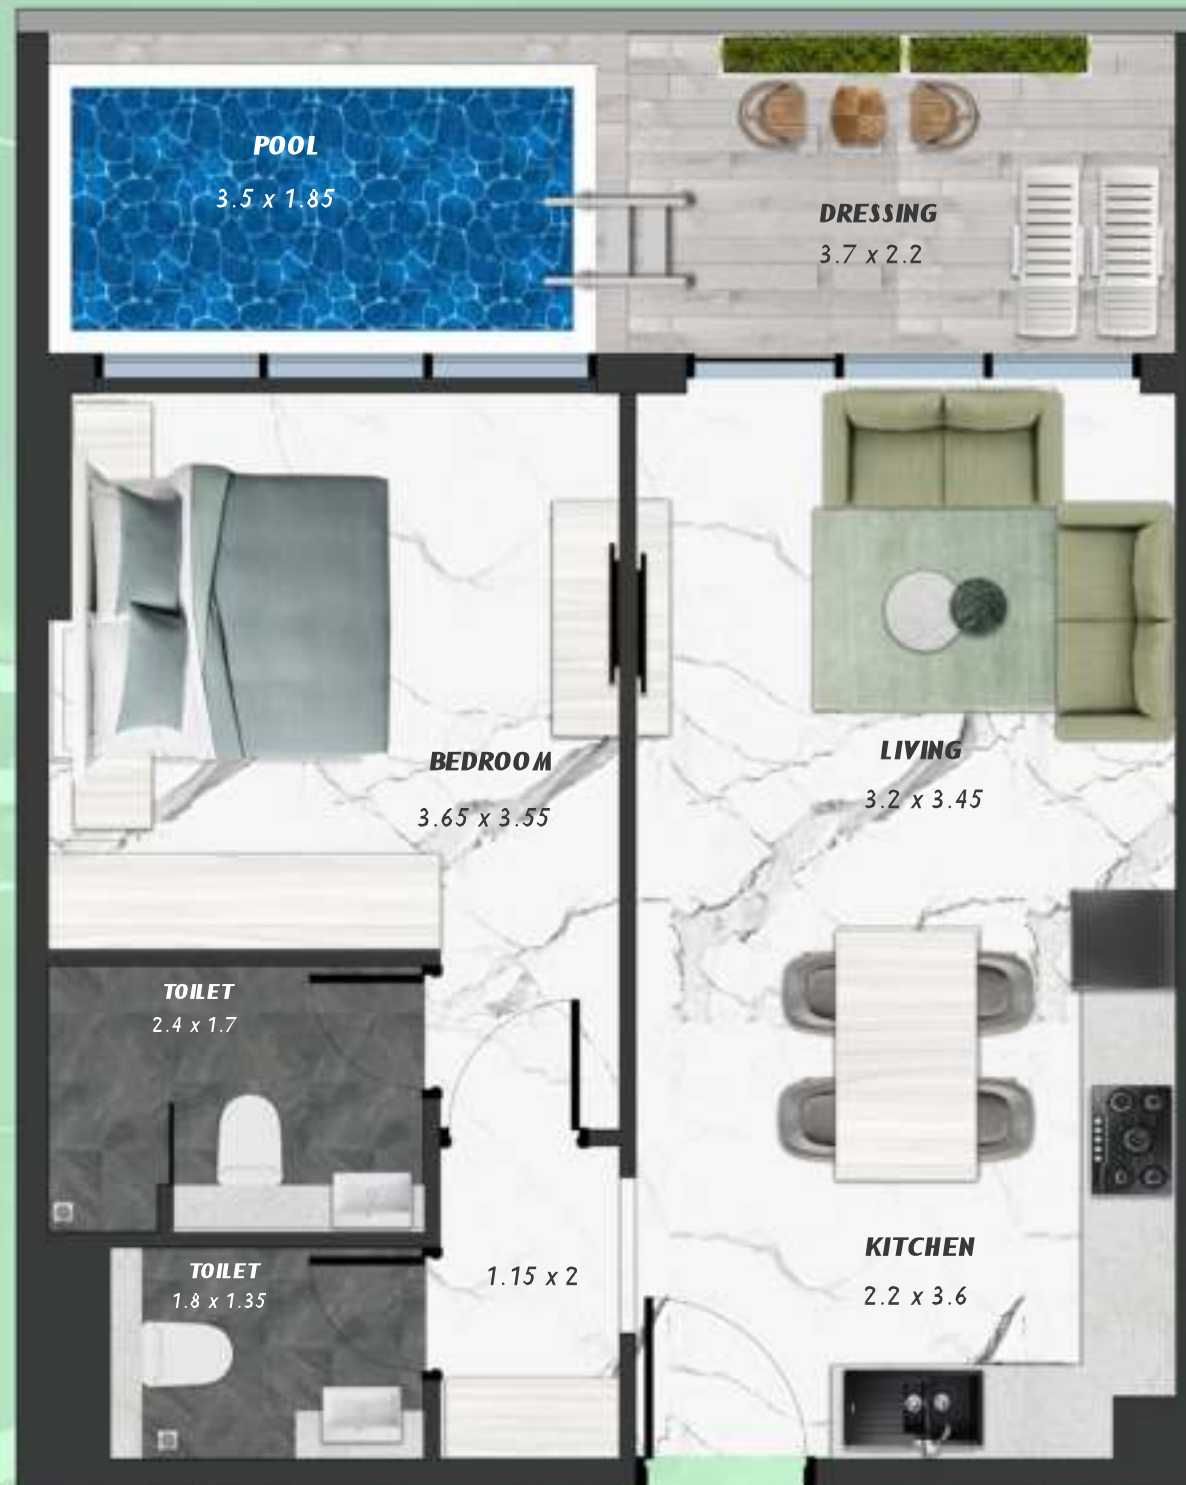 POOL
3.5 x 1.85
DRESSING
3.7 x 2.2
BEDROOM
3.65 x 3.55
LIVING
3.2 x 3.45
TOILET
2.4 x 1.7
TOILET
1.8 x 1.35
1.15 x 2
KITCHEN
2.2 x 3.6